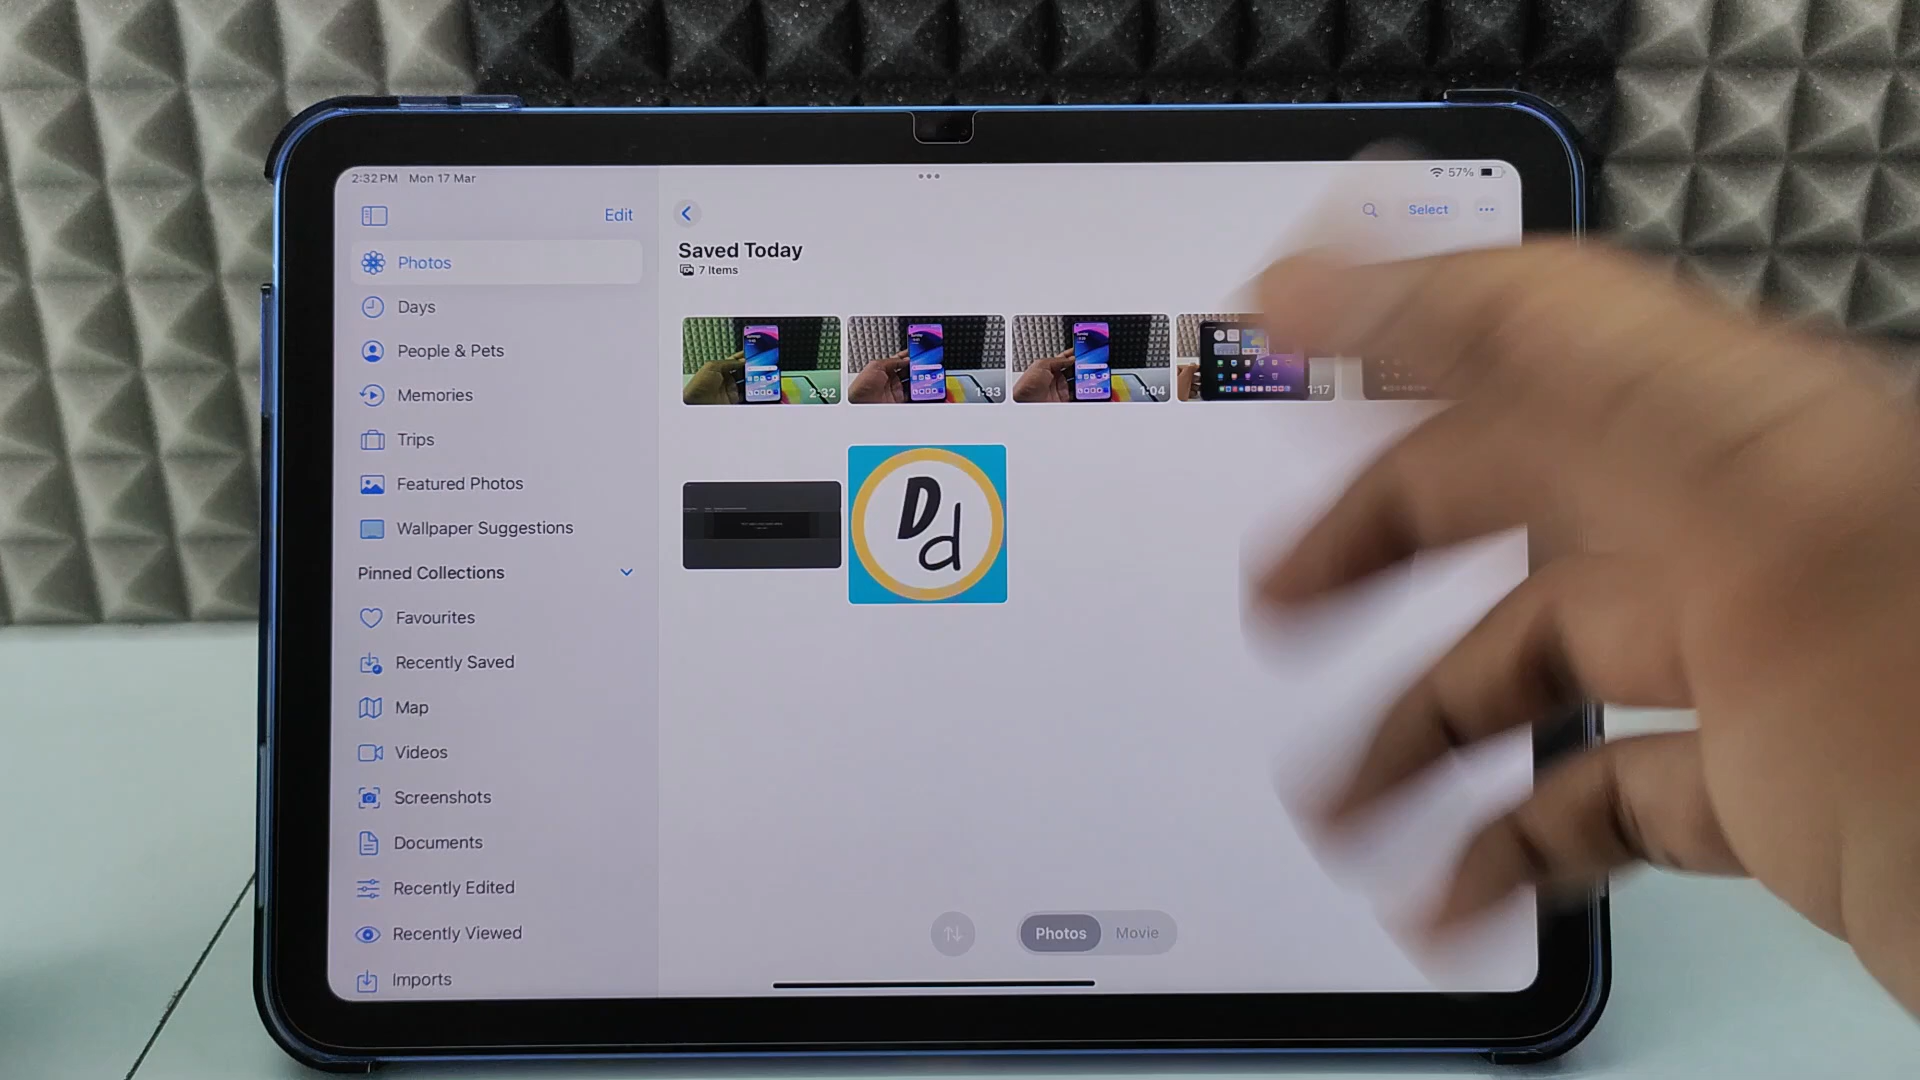 2:32 PM Mon 17 Mar
57%
Edit
Select
Photos
Days
People & Pets
Memories
Trips
Featured Photos
Wallpaper Suggestions
Pinned Collections
Favourites
Recently Saved
Map
Videos
Screenshots
Documents
Recently Edited
Recently Viewed
Imports
Saved Today
7 Items
2:32
1:33
1:04
1:17
Dd
Photos Movie